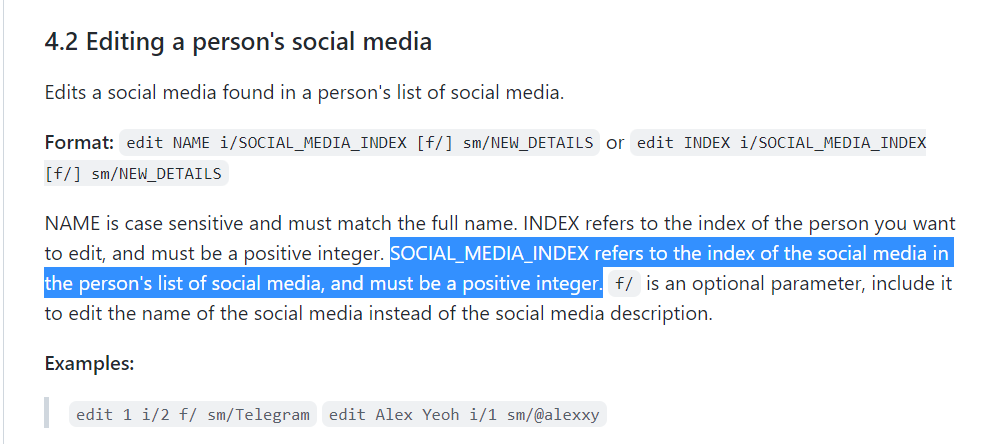 4.2 Editing a person's social media
Edits a social media found in a person's list of social media.
Format: edit NAME i/SOCIAL_MEDIA_INDEX [f/] sm/NEW_DETAILS or edit INDEX i/SOCIAL_MEDIA_INDEX
[f/] sm/NEW_DETAILS
NAME is case sensitive and must match the full name. INDEX refers to the index of the person you want
to edit, and must be a positive integer. SOCIAL_MEDIA_INDEX refers to the index of the social media in
the person's list of social media, and must be a positive integer. f/ is an optional parameter, include it
to edit the name of the social media instead of the social media description.
Examples:
edit 1 i/2 f/ sm/Telegram edit Alex Yeoh i/1 sm/@alexxy